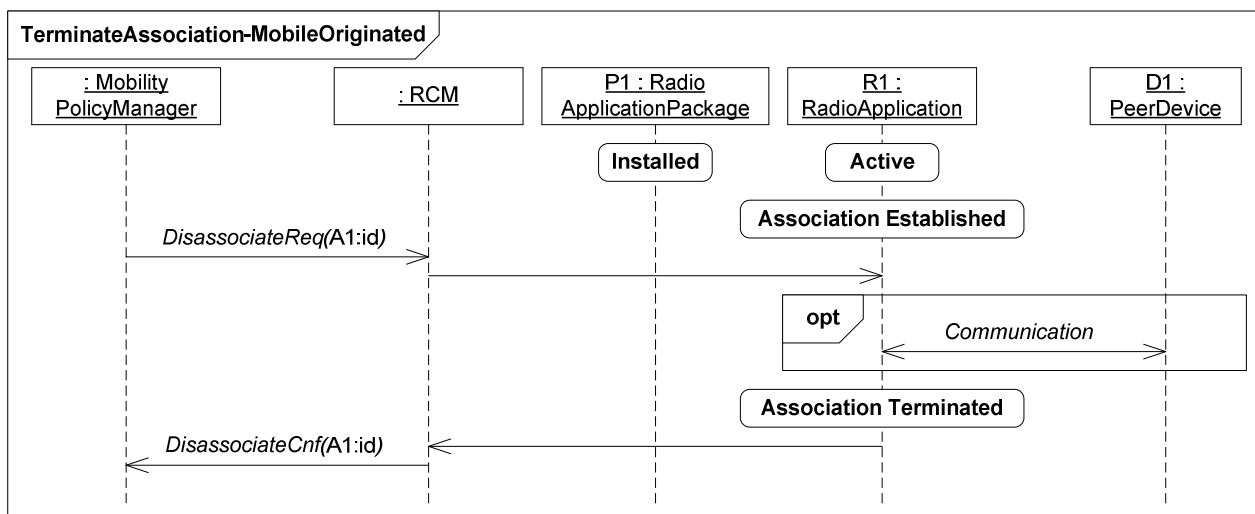 TerminateAssociation-MobileOriginated
: Mobility
PolicyManager
: RCM
P1 : Radio
ApplicationPackage
R1 :
RadioApplication
D1 :
PeerDevice
Installed
Active
Association Established
DisassociateReq(A1:id)
opt
Communication
Association Terminated
DisassociateCnf(A1:id)